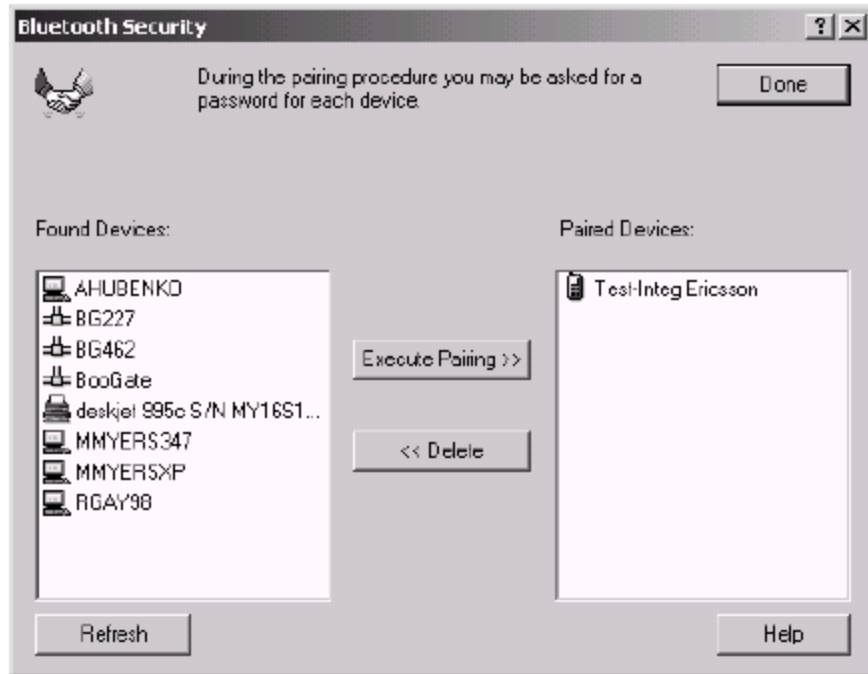 Bluetooth Security
During the pairing procedure you may be asked for a
password for each device.
Done
Found Devices:
Paired Devices:
AHUBENKO
BG227
BG462
BooGate
deskjet 995c S/N MY16S1...
MMYERS347
MMYERSXP
RGAY98
Execute Pairing >>
<< Delete
Test-Integ Ericsson
Refresh
Help